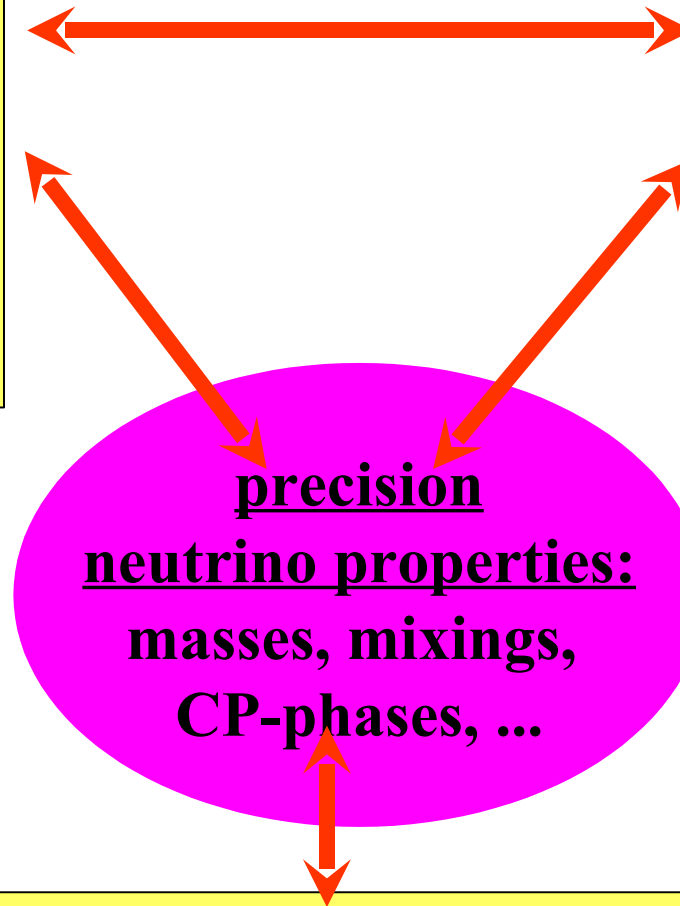 precision
neutrino properties:
masses, mixings,
CP-phases, ...